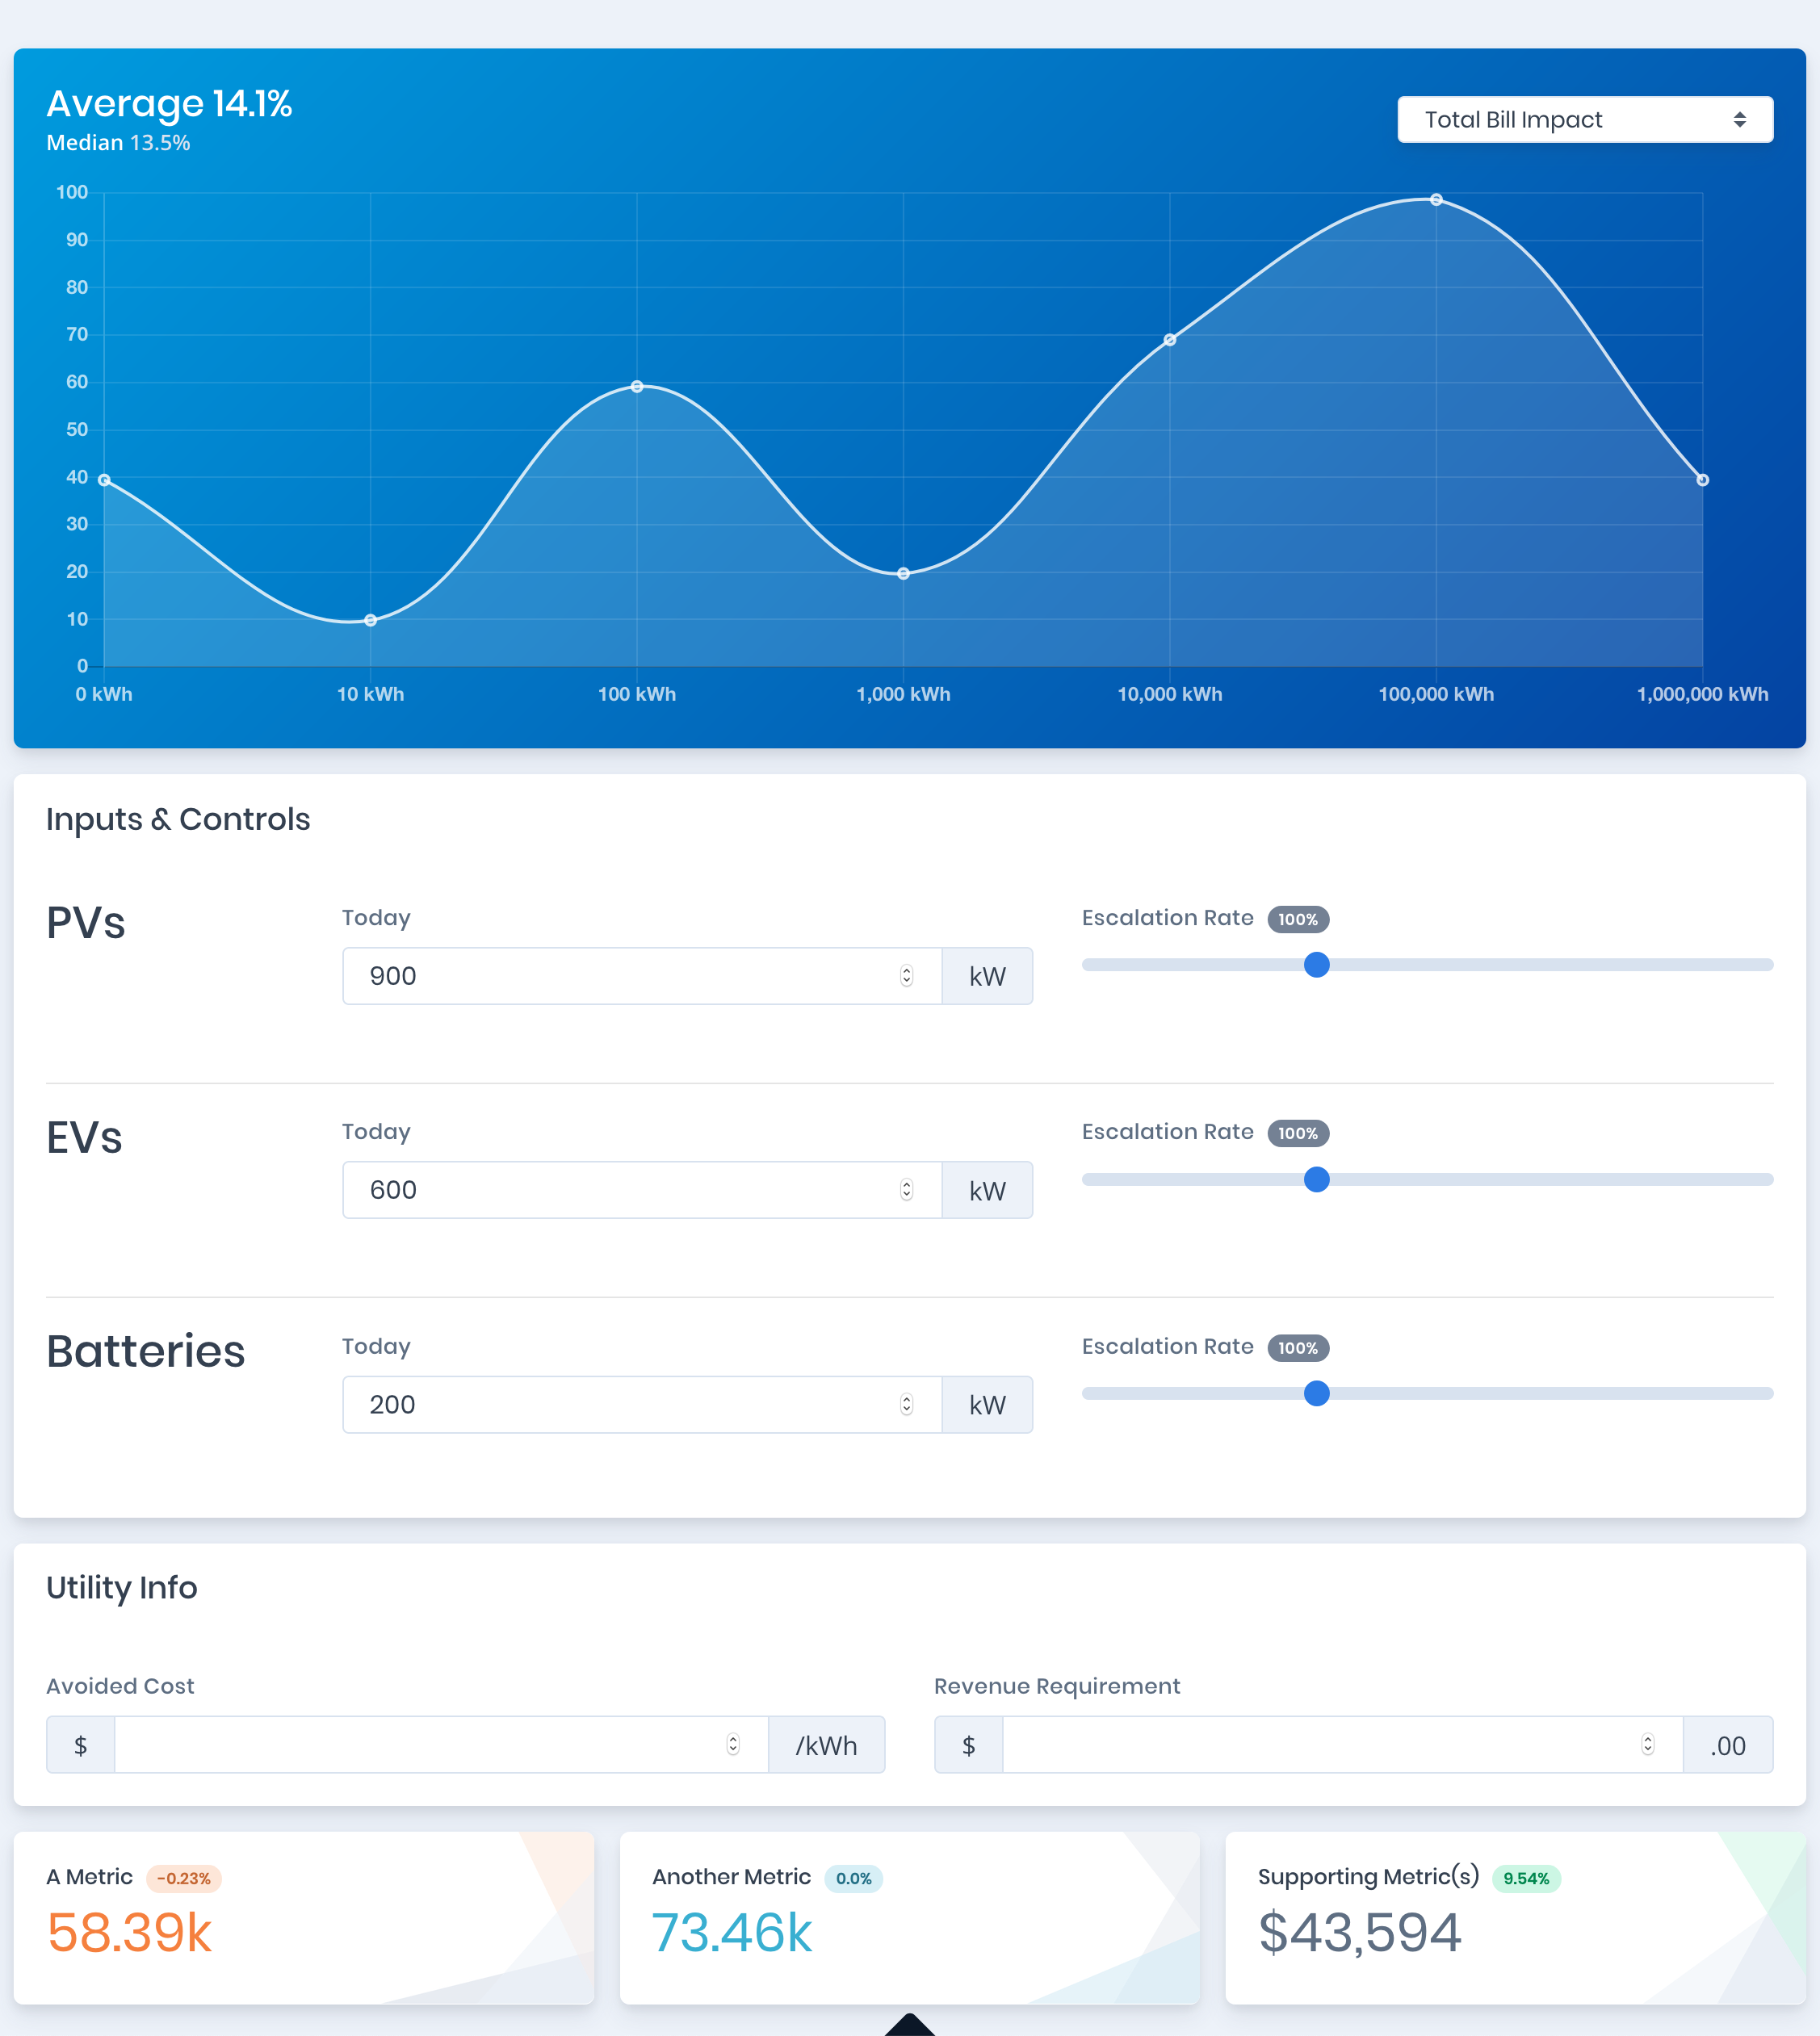 Average 14.1%
Median 13.5%
Total Bill Impact
100
90
80
70
60
50
40
30
20
10
0
0 kWh 10 kWh 100 kWh 1,000 kWh 10,000 kWh 100,000 kWh 1,000,000 kWh
Inputs & Controls
PVs
Today
900 kW
Escalation Rate 100%
EVs
Today
600 kW
Escalation Rate 100%
Batteries
Today
200 kW
Escalation Rate 100%
Utility Info
Avoided Cost
$ /kWh
Revenue Requirement
$ .00
A Metric -0.23%
58.39k
Another Metric 0.0%
73.46k
Supporting Metric(s) 9.54%
$43,594